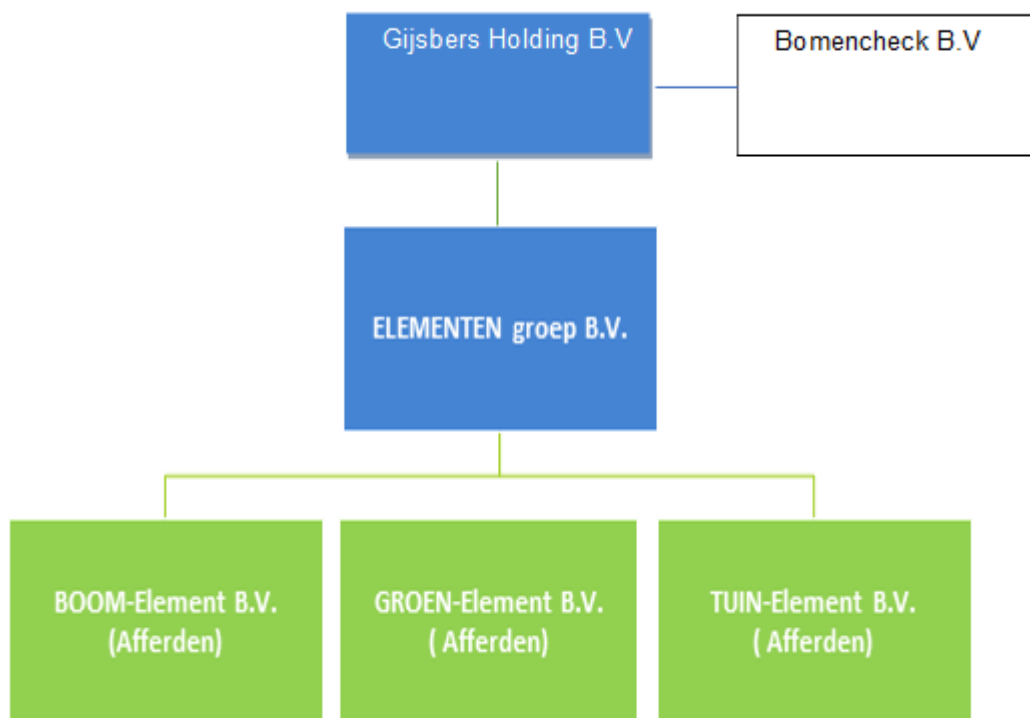 Gijsbers Holding B.V
Bomencheck B.V
ELEMENTEN groep B.V.
BOOM-Element B.V.
(Afferden)
GROEN-Element B.V.
( Afferden)
TUIN-Element B.V.
( Afferden)